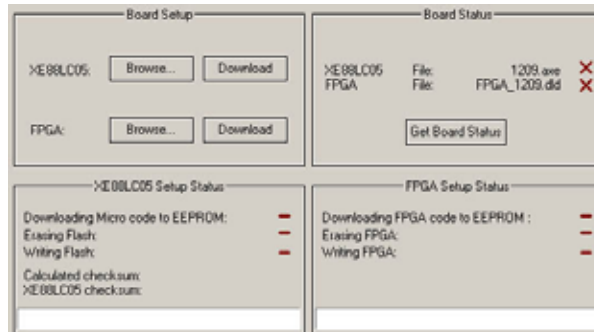 Board Setup
XE88LC05: Browse... Download
FPGA: Browse... Download
Board Status
XE88LC05 File: 1209.axe
FPGA File: FPGA_1209.dld
Get Board Status
XE88LC05 Setup Status
Downloading Micro code to EEPROM:
Erasing Flash:
Writing Flash:
Calculated checksum:
XE88LC05 checksum:
FPGA Setup Status
Downloading FPGA code to EEPROM :
Erasing FPGA:
Writing FPGA: